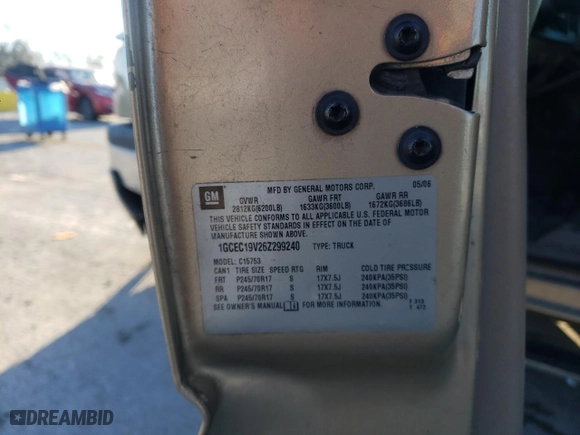 GM
MFD BY GENERAL MOTORS CORP. 05/06
GVWR GAWR FRT GAWR RR
2812KG(6200LB) 1633KG(3600LB) 1672KG(3686LB)
THIS VEHICLE CONFORMS TO ALL APPLICABLE U.S. FEDERAL MOTOR
VEHICLE SAFETY STANDARDS IN EFFECT ON THE DATE OF
MANUFACTURE SHOWN ABOVE.
1GCEC19V26Z299240 TYPE: TRUCK
MODEL: C15753
TIRE SIZE SPEED RTG RIM COLD TIRE PRESSURE
FRT P245/70R17 S 17X7.5J 240KPA(35PSI)
RR P245/70R17 S 17X7.5J 240KPA(35PSI)
SPA P245/70R17 S 17X7.5J 240KPA(35PSI)
SEE OWNER'S MANUAL FOR MORE INFORMATION.
DREAMBID